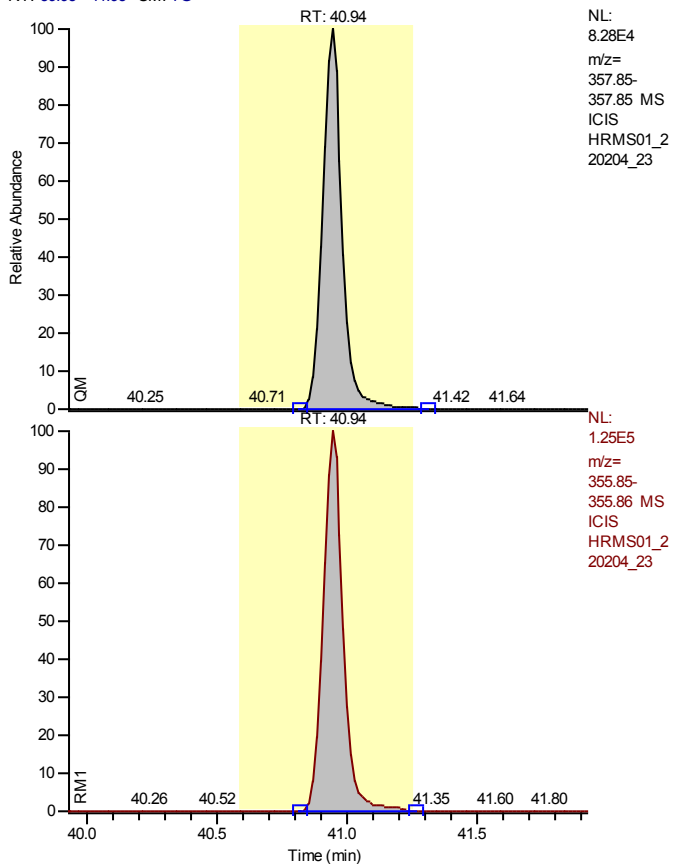 RT: 40.94
NL:
8.28E4
m/z=
357.85-
357.85 MS
ICIS
HRMS01_2
20204_23
100
90
80
70
60
50
40
30
20
10
0
Relative Abundance
QM
40.25 40.71 41.42 41.64
RT: 40.94
NL:
1.25E5
m/z=
355.85-
355.86 MS
ICIS
HRMS01_2
20204_23
100
90
80
70
60
50
40
30
20
10
0
RM1
40.26 40.52 41.35 41.60 41.80
40.0 40.5 41.0 41.5
Time (min)